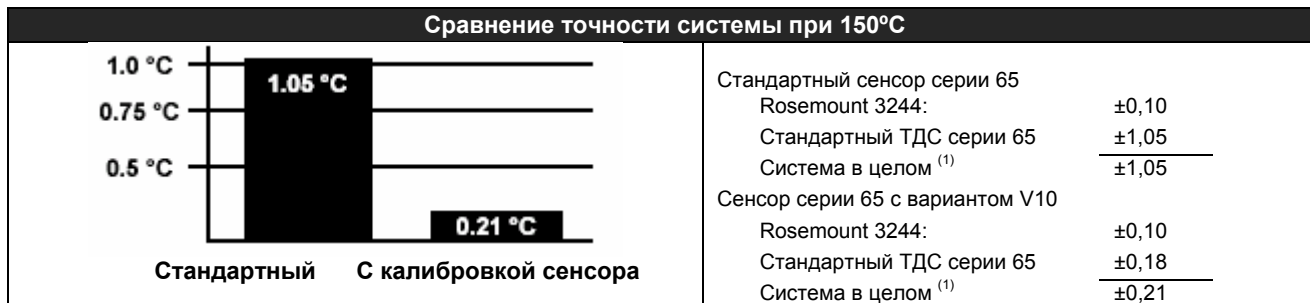 Сравнение точности системы при 150ºC
1.0 °C
1.05 °C
0.75 °C
0.5 °C
0.21 °C
Стандартный С калибровкой сенсора
Стандартный сенсор серии 65
Rosemount 3244: ±0,10
Стандартный ТДС серии 65 ±1,05
Система в целом (1) ±1,05
Сенсор серии 65 с вариантом V10
Rosemount 3244: ±0,10
Стандартный ТДС серии 65 ±0,18
Система в целом (1) ±0,21